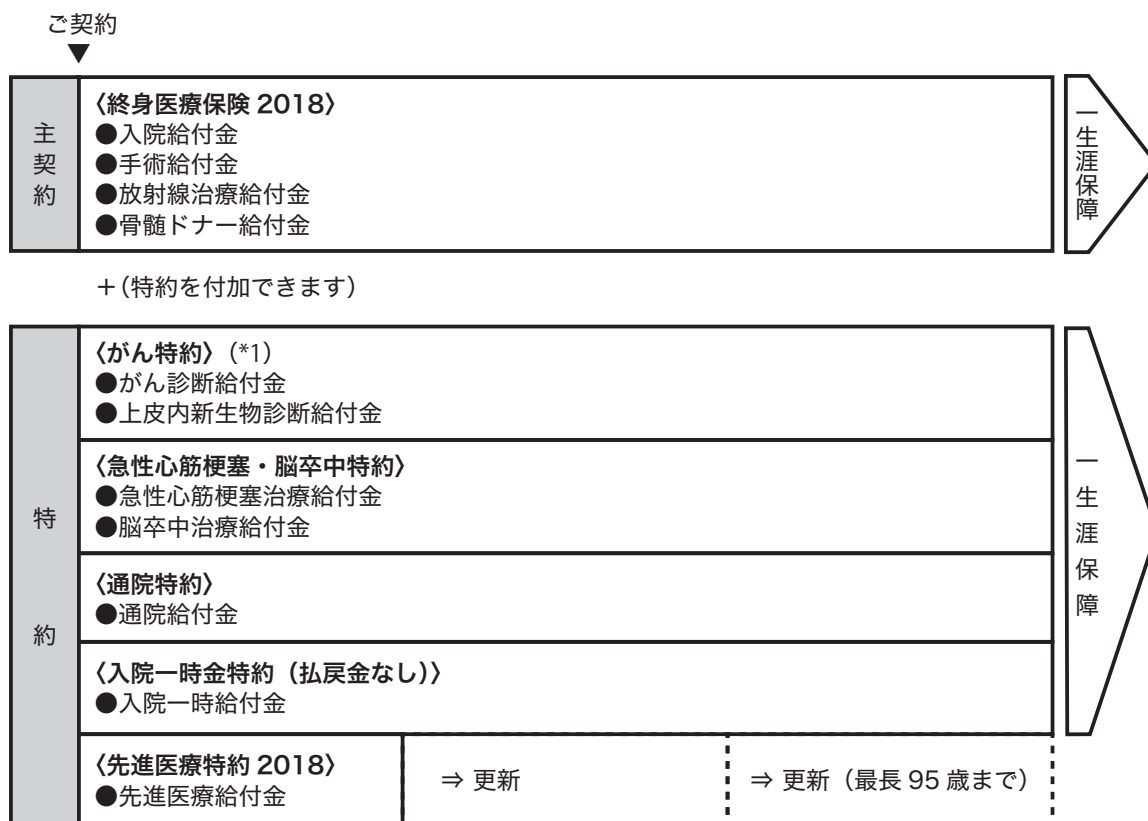 ご契約
▼
主契約
〈終身医療保険 2018〉
●入院給付金
●手術給付金
●放射線治療給付金
●骨髄ドナー給付金
一生涯保障
＋（特約を付加できます）
特約
〈がん特約〉（*1）
●がん診断給付金
●上皮内新生物診断給付金
〈急性心筋梗塞・脳卒中特約〉
●急性心筋梗塞治療給付金
●脳卒中治療給付金
〈通院特約〉
●通院給付金
〈入院一時金特約（払戻金なし）〉
●入院一時給付金
一生涯保障
〈先進医療特約 2018〉
●先進医療給付金
⇒ 更新
⇒ 更新（最長 95 歳まで）